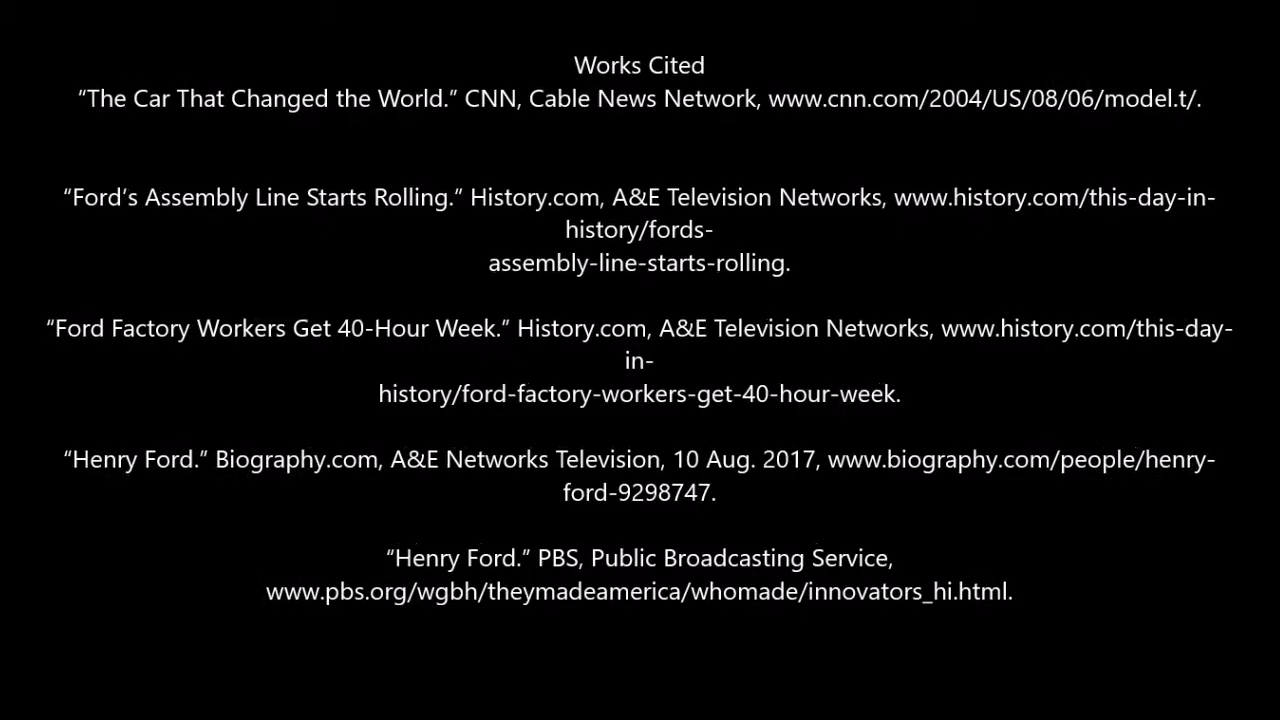 Works Cited
“The Car That Changed the World.” CNN, Cable News Network, www.cnn.com/2004/US/08/06/model.t/.
“Ford’s Assembly Line Starts Rolling.” History.com, A&E Television Networks, www.history.com/this-day-in-
history/fords-
assembly-line-starts-rolling.
“Ford Factory Workers Get 40-Hour Week.” History.com, A&E Television Networks, www.history.com/this-day-
in-
history/ford-factory-workers-get-40-hour-week.
“Henry Ford.” Biography.com, A&E Networks Television, 10 Aug. 2017, www.biography.com/people/henry-
ford-9298747.
“Henry Ford.” PBS, Public Broadcasting Service,
www.pbs.org/wgbh/theymadeamerica/whomade/innovators_hi.html.